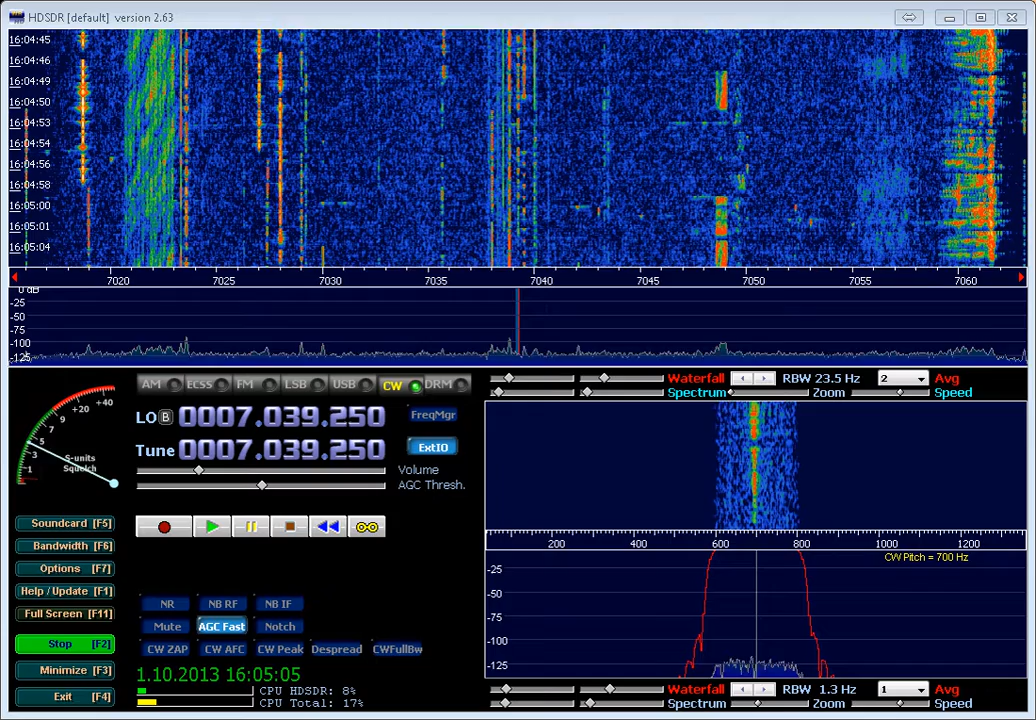 HDSDR [default] version 2.63
16:04:45
16:04:46
16:04:49
16:04:50
16:04:53
16:04:54
16:04:56
16:04:58
16:05:00
16:05:01
16:05:04
7020 7025 7030 7035 7040 7045 7050 7055 7060
0 dB
-25
-50
-75
-100
-125
AM ECSS FM LSB USB CW DRM
LO B 0007.039.250 FreqMgr
Tune 0007.039.250 ExtIO
Volume
AGC Thresh.
1 3 5 7 9 +20 +40
S-units
Squelch
Waterfall RBW 23.5 Hz 2 Avg
Spectrum Zoom Speed
200 400 600 800 1000 1200
CW Pitch = 700 Hz
-25
-50
-75
-100
-125
Soundcard [F5]
Bandwidth [F6]
Options [F7]
Help / Update [F1]
Full Screen [F11]
Stop [F2]
Minimize [F3]
Exit [F4]
NR NB RF NB IF
Mute AGC Fast Notch
CW ZAP CW AFC CW Peak Despread CWFullBw
1.10.2013 16:05:05
CPU HDSDR: 8%
CPU Total: 17%
Waterfall RBW 1.3 Hz 1 Avg
Spectrum Zoom Speed